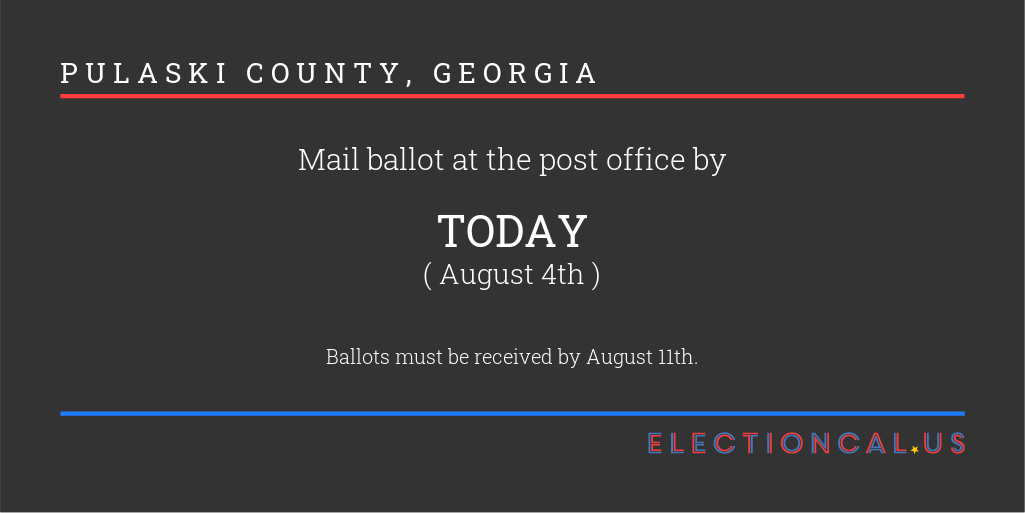 PULASKI COUNTY, GEORGIA
Mail ballot at the post office by
TODAY
( August 4th )
Ballots must be received by August 11th.
ELECTIONCAL.US